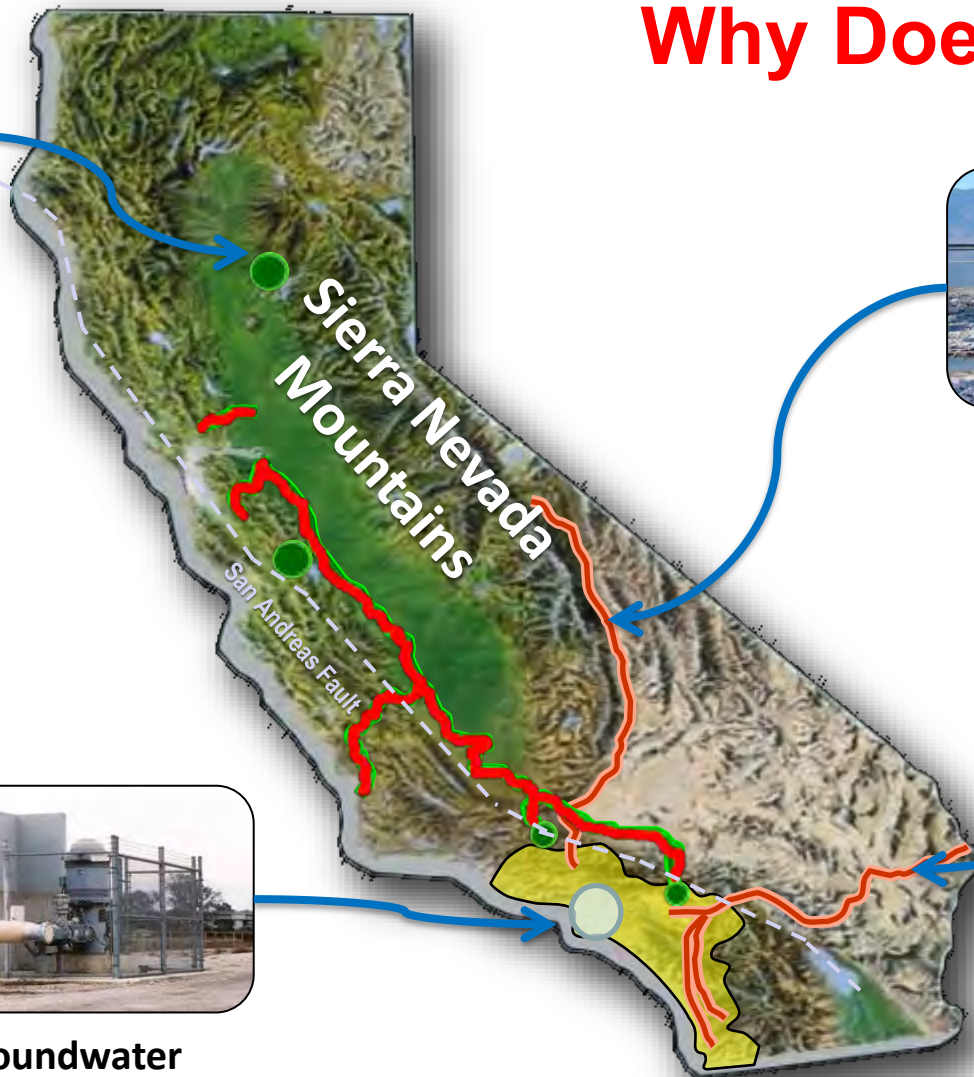 Why Doe
Sierra Nevada
Mountains
San Andreas Fault
oundwater